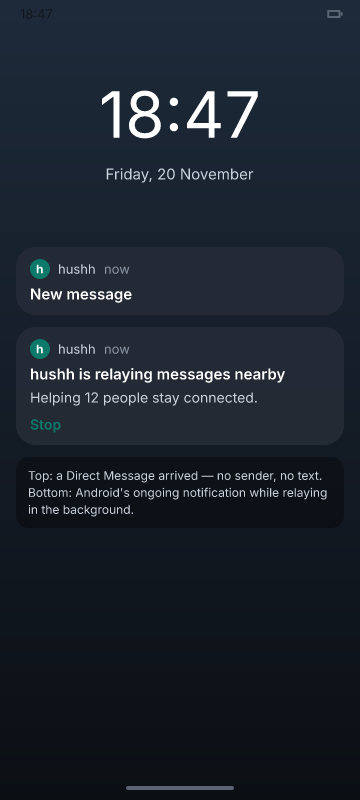 18:47
18:47
Friday, 20 November
h hushh now
New message
h hushh now
hushh is relaying messages nearby
Helping 12 people stay connected.
Stop
Top: a Direct Message arrived — no sender, no text.
Bottom: Android's ongoing notification while relaying
in the background.